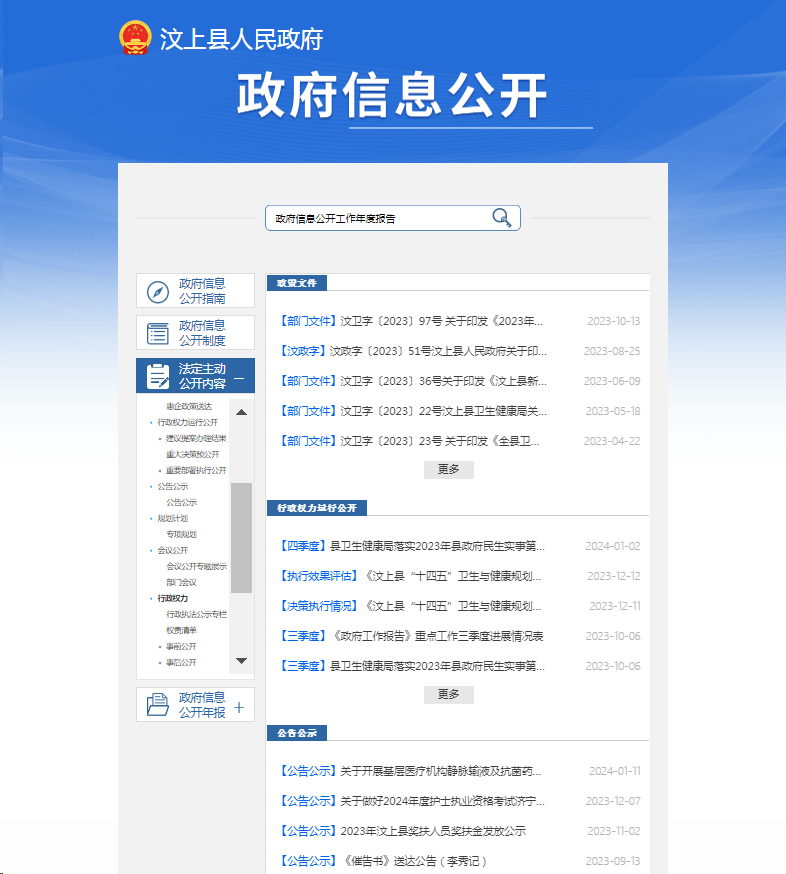 汶上县人民政府
政府信息公开
政府信息公开工作年度报告
政府信息
公开指南
政府信息
公开制度
法定主动
公开内容
惠企政策送达
行政权力运行公开
建议提案办理结果
重大决策预公开
重要部署执行公开
公告公示
公告公示
规划计划
专项规划
会议公开
会议公开专题展示
部门会议
行政权力
行政执法公示专栏
权责清单
事前公开
事后公开
政府信息
公开年报
政策文件
【部门文件】汶卫字〔2023〕97号 关于印发《2023年... 2023-10-13
【汶政字】汶政字〔2023〕51号汶上县人民政府关于印... 2023-08-25
【部门文件】汶卫字〔2023〕36号关于印发《汶上县新... 2023-06-09
【部门文件】汶卫字〔2023〕22号汶上县卫生健康局关... 2023-05-18
【部门文件】汶卫字〔2023〕23号 关于印发《全县卫... 2023-04-22
更多
行政权力运行公开
【四季度】县卫生健康局落实2023年县政府民生实事第... 2024-01-02
【执行效果评估】《汶上县“十四五”卫生与健康规划... 2023-12-12
【决策执行情况】《汶上县“十四五”卫生与健康规划... 2023-12-11
【三季度】《政府工作报告》重点工作三季度进展情况表 2023-10-06
【三季度】县卫生健康局落实2023年县政府民生实事第... 2023-10-06
更多
公告公示
【公告公示】关于开展基层医疗机构静脉输液及抗菌药... 2024-01-11
【公告公示】关于做好2024年度护士执业资格考试济宁... 2023-12-07
【公告公示】2023年汶上县奖扶人员奖扶金发放公示 2023-11-02
【公告公示】《催告书》送达公告（李秀记） 2023-09-13